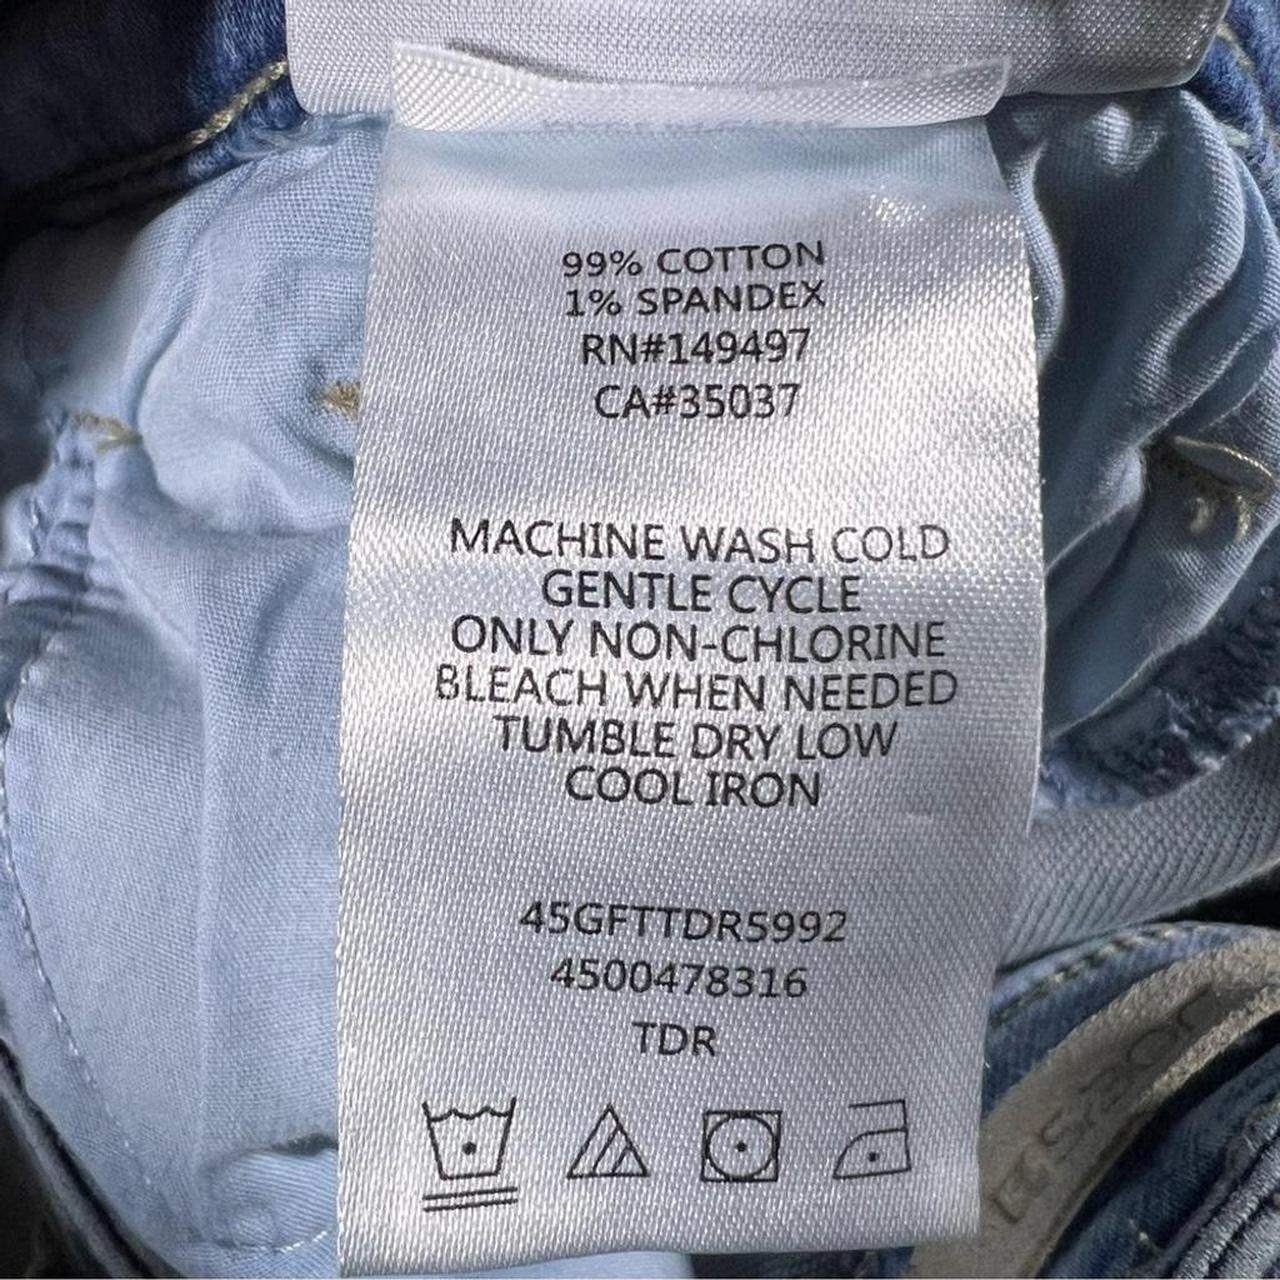 99% COTTON
1% SPANDEX
RN#149497
CA#35037
MACHINE WASH COLD
GENTLE CYCLE
ONLY NON-CHLORINE
BLEACH WHEN NEEDED
TUMBLE DRY LOW
COOL IRON
45GFTTDR5992
4500478316
TDR